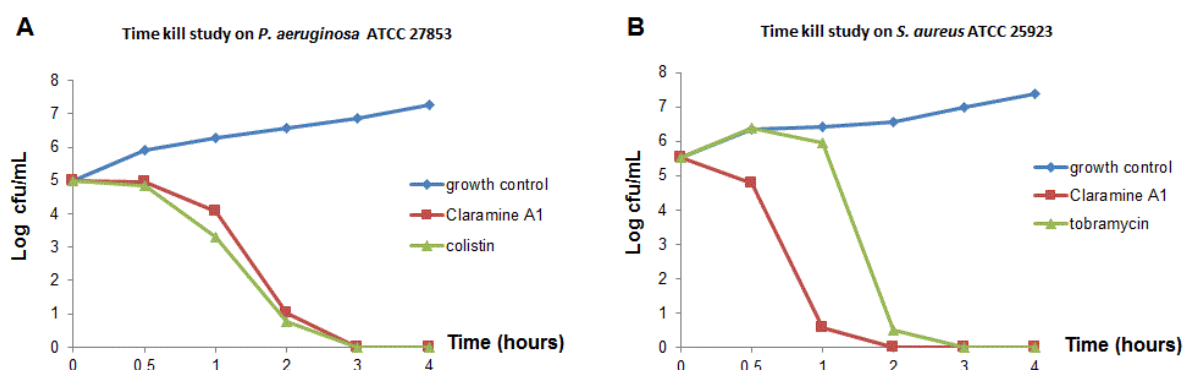 A
Time kill study on P. aeruginosa ATCC 27853
Log cfu/mL
8
7
6
5
4
3
2
1
0
0 0.5 1 2 3 4
Time (hours)
growth control
Claramine A1
colistin
B
Time kill study on S. aureus ATCC 25923
Log cfu/mL
8
7
6
5
4
3
2
1
0
0 0.5 1 2 3 4
Time (hours)
growth control
Claramine A1
tobramycin